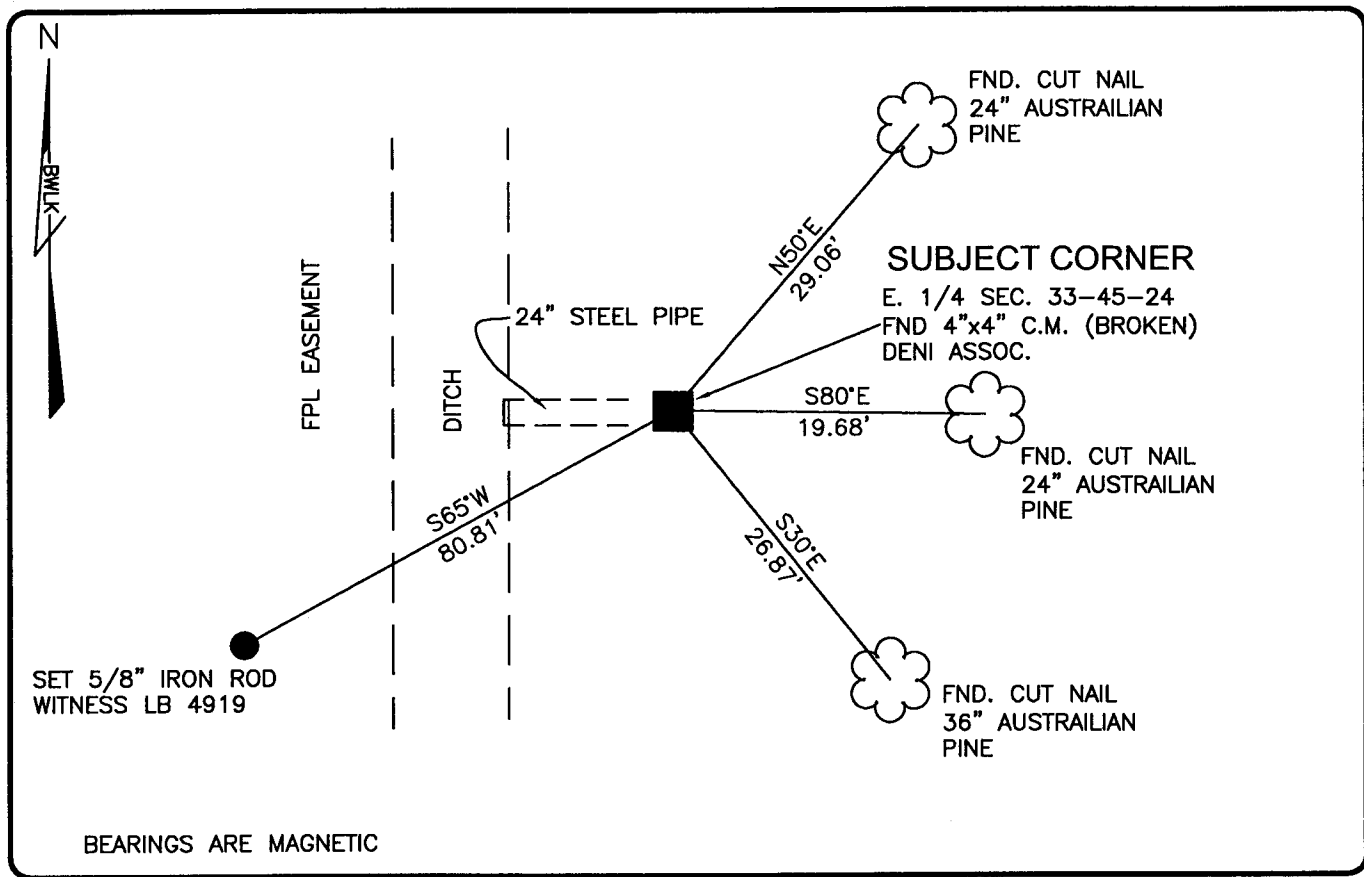 N
BWLK
FND. CUT NAIL
24" AUSTRAILIAN
PINE
N50°E
29.06'
SUBJECT CORNER
E. 1/4 SEC. 33-45-24
FND 4"x4" C.M. (BROKEN)
DENI ASSOC.
FPL EASEMENT
24" STEEL PIPE
DITCH
S80°E
19.68'
FND. CUT NAIL
24" AUSTRAILIAN
PINE
S65°W
80.81'
S30°E
26.87'
SET 5/8" IRON ROD
WITNESS LB 4919
FND. CUT NAIL
36" AUSTRAILIAN
PINE
BEARINGS ARE MAGNETIC